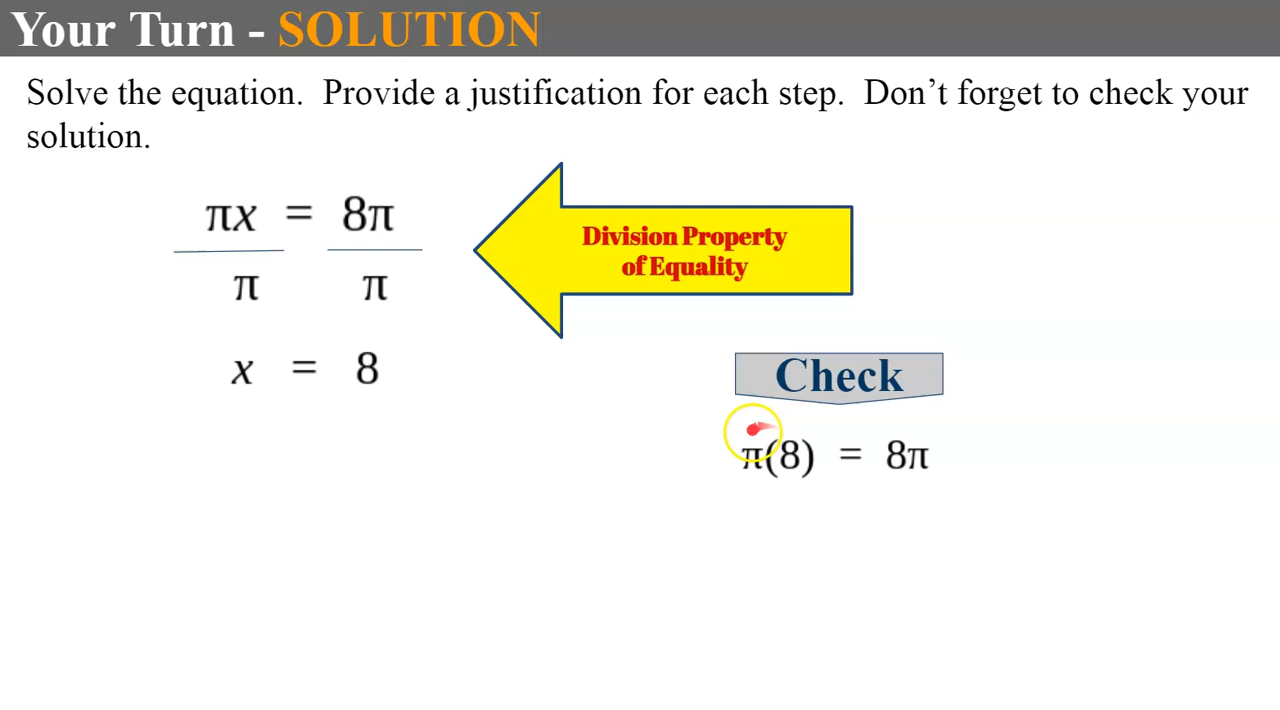 Your Turn - SOLUTION
Solve the equation.  Provide a justification for each step.  Don’t forget to check your
solution.
πx = 8π
π π
Division Property
of Equality
x = 8
Check
π(8) = 8π